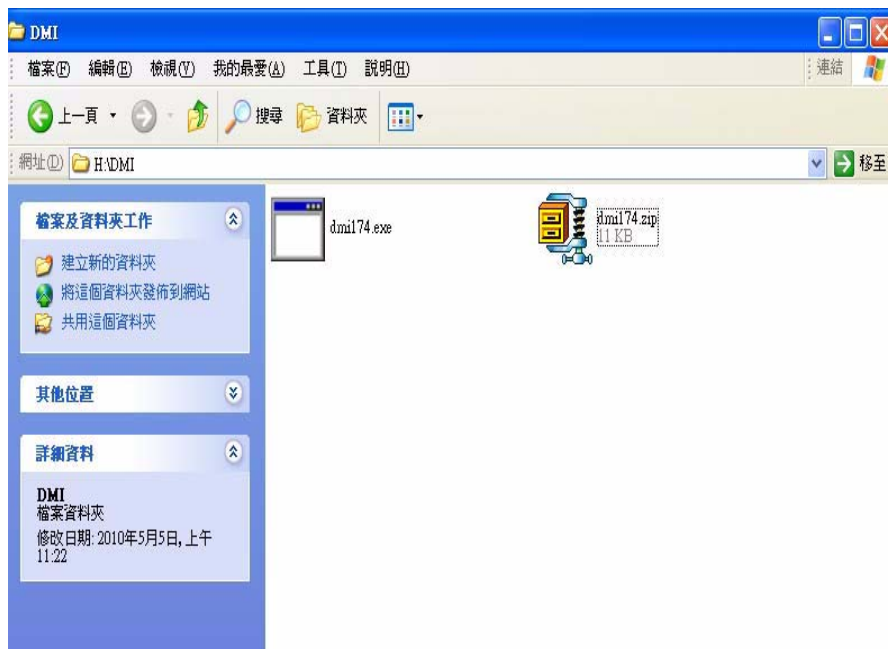 DMI
檔案(F) 編輯(E) 檢視(V) 我的最愛(A) 工具(T) 說明(H) 連結
上一頁 搜尋 資料夾
網址(D) H:\DMI 移至
檔案及資料夾工作
建立新的資料夾
將這個資料夾發佈到網站
共用這個資料夾
其他位置
詳細資料
DMI
檔案資料夾
修改日期: 2010年5月5日, 上午
11:22
dmi174.exe
dmi174.zip
11 KB